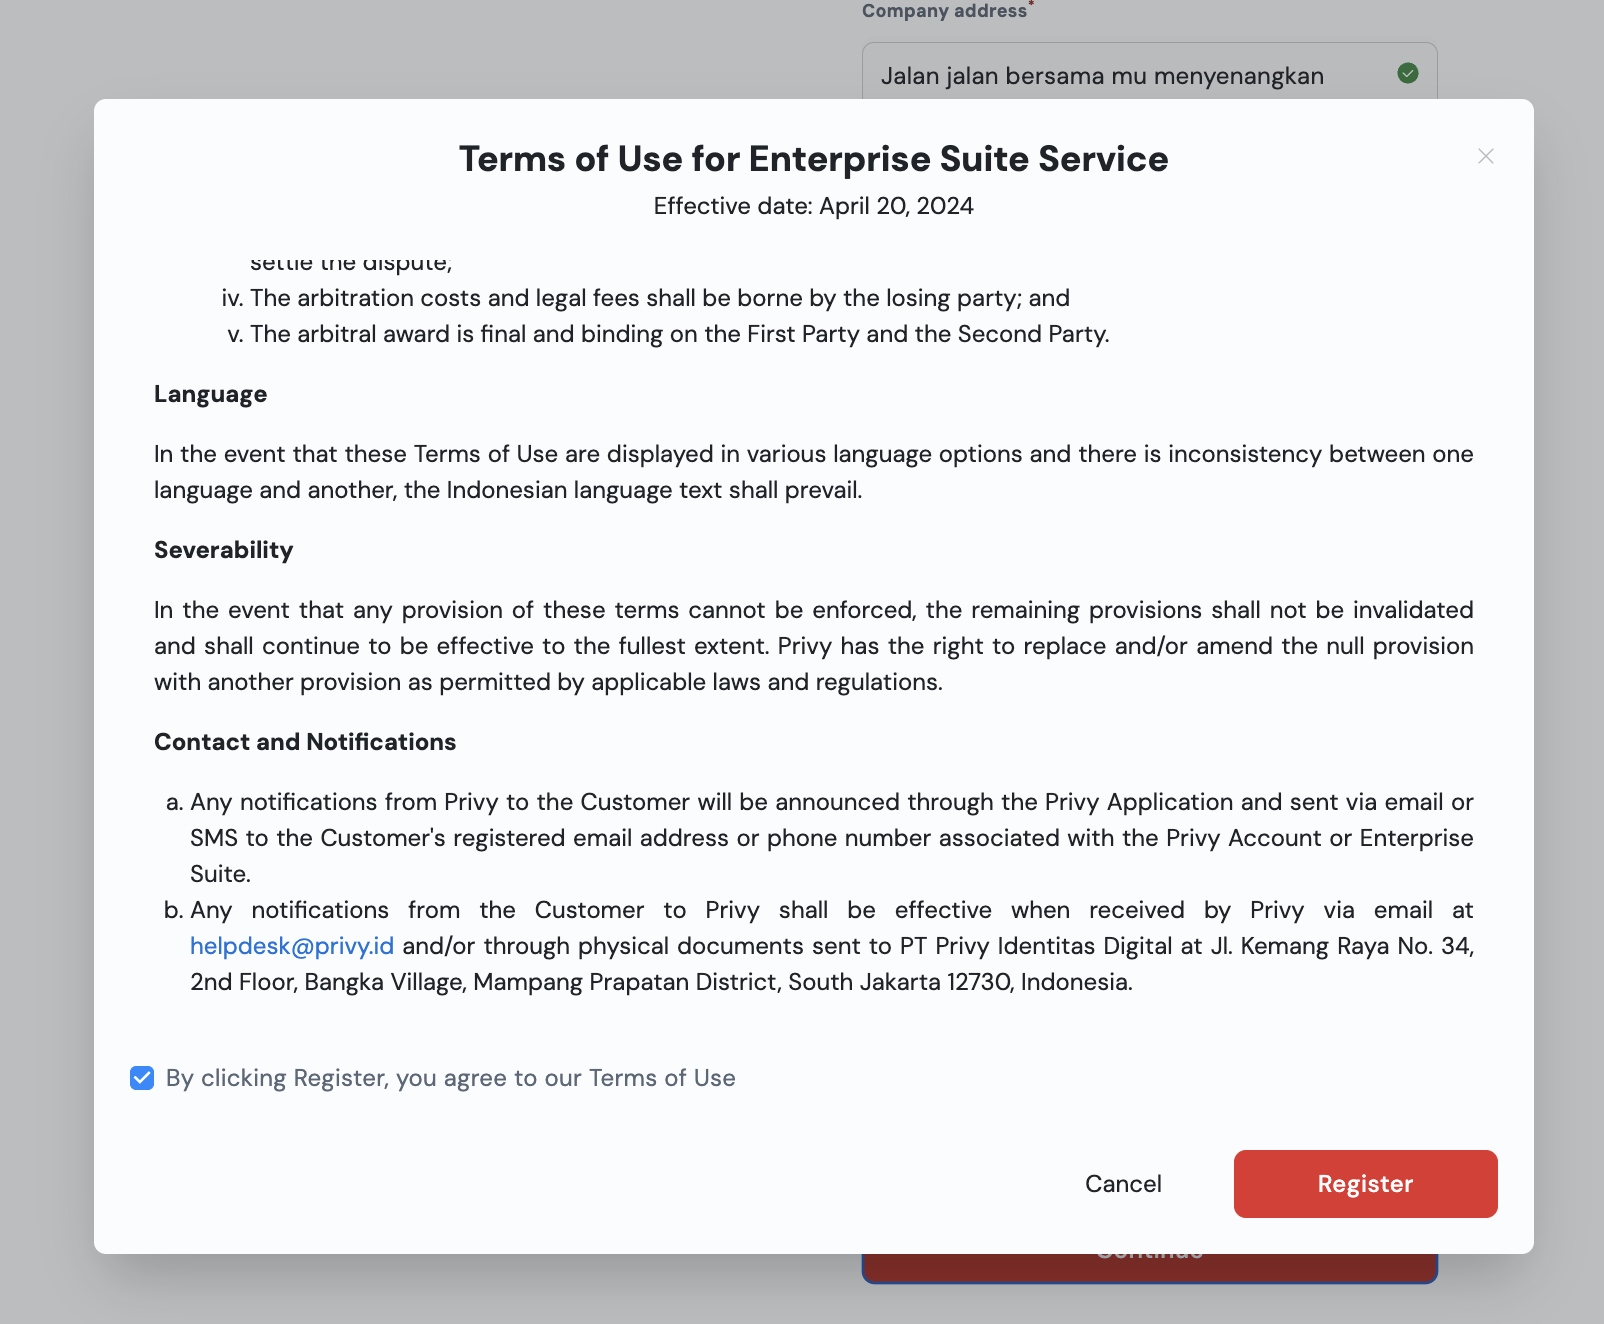 Company address*
Jalan jalan bersama mu menyenangkan
Terms of Use for Enterprise Suite Service
Effective date: April 20, 2024
settle the dispute;
iv. The arbitration costs and legal fees shall be borne by the losing party; and
v. The arbitral award is final and binding on the First Party and the Second Party.
Language
In the event that these Terms of Use are displayed in various language options and there is inconsistency between one
language and another, the Indonesian language text shall prevail.
Severability
In the event that any provision of these terms cannot be enforced, the remaining provisions shall not be invalidated
and shall continue to be effective to the fullest extent. Privy has the right to replace and/or amend the null provision
with another provision as permitted by applicable laws and regulations.
Contact and Notifications
a. Any notifications from Privy to the Customer will be announced through the Privy Application and sent via email or
SMS to the Customer's registered email address or phone number associated with the Privy Account or Enterprise
Suite.
b. Any notifications from the Customer to Privy shall be effective when received by Privy via email at
helpdesk@privy.id and/or through physical documents sent to PT Privy Identitas Digital at Jl. Kemang Raya No. 34,
2nd Floor, Bangka Village, Mampang Prapatan District, South Jakarta 12730, Indonesia.
By clicking Register, you agree to our Terms of Use
Cancel
Register
Continue